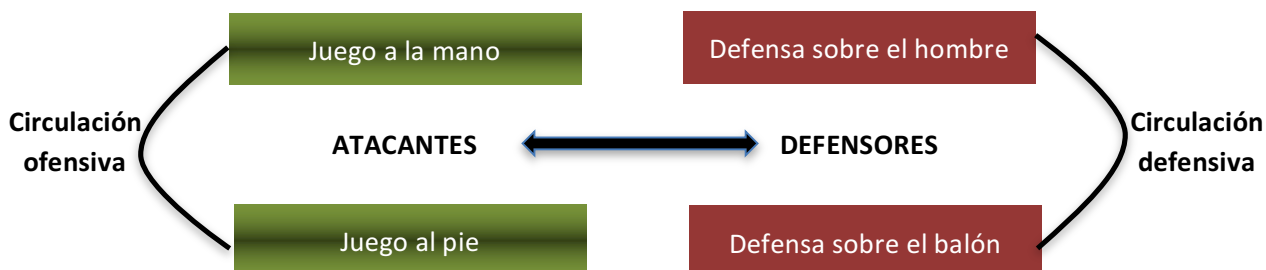 Juego a la mano
Defensa sobre el hombre
Circulación
ofensiva
ATACANTES
DEFENSORES
Circulación
defensiva
Juego al pie
Defensa sobre el balón